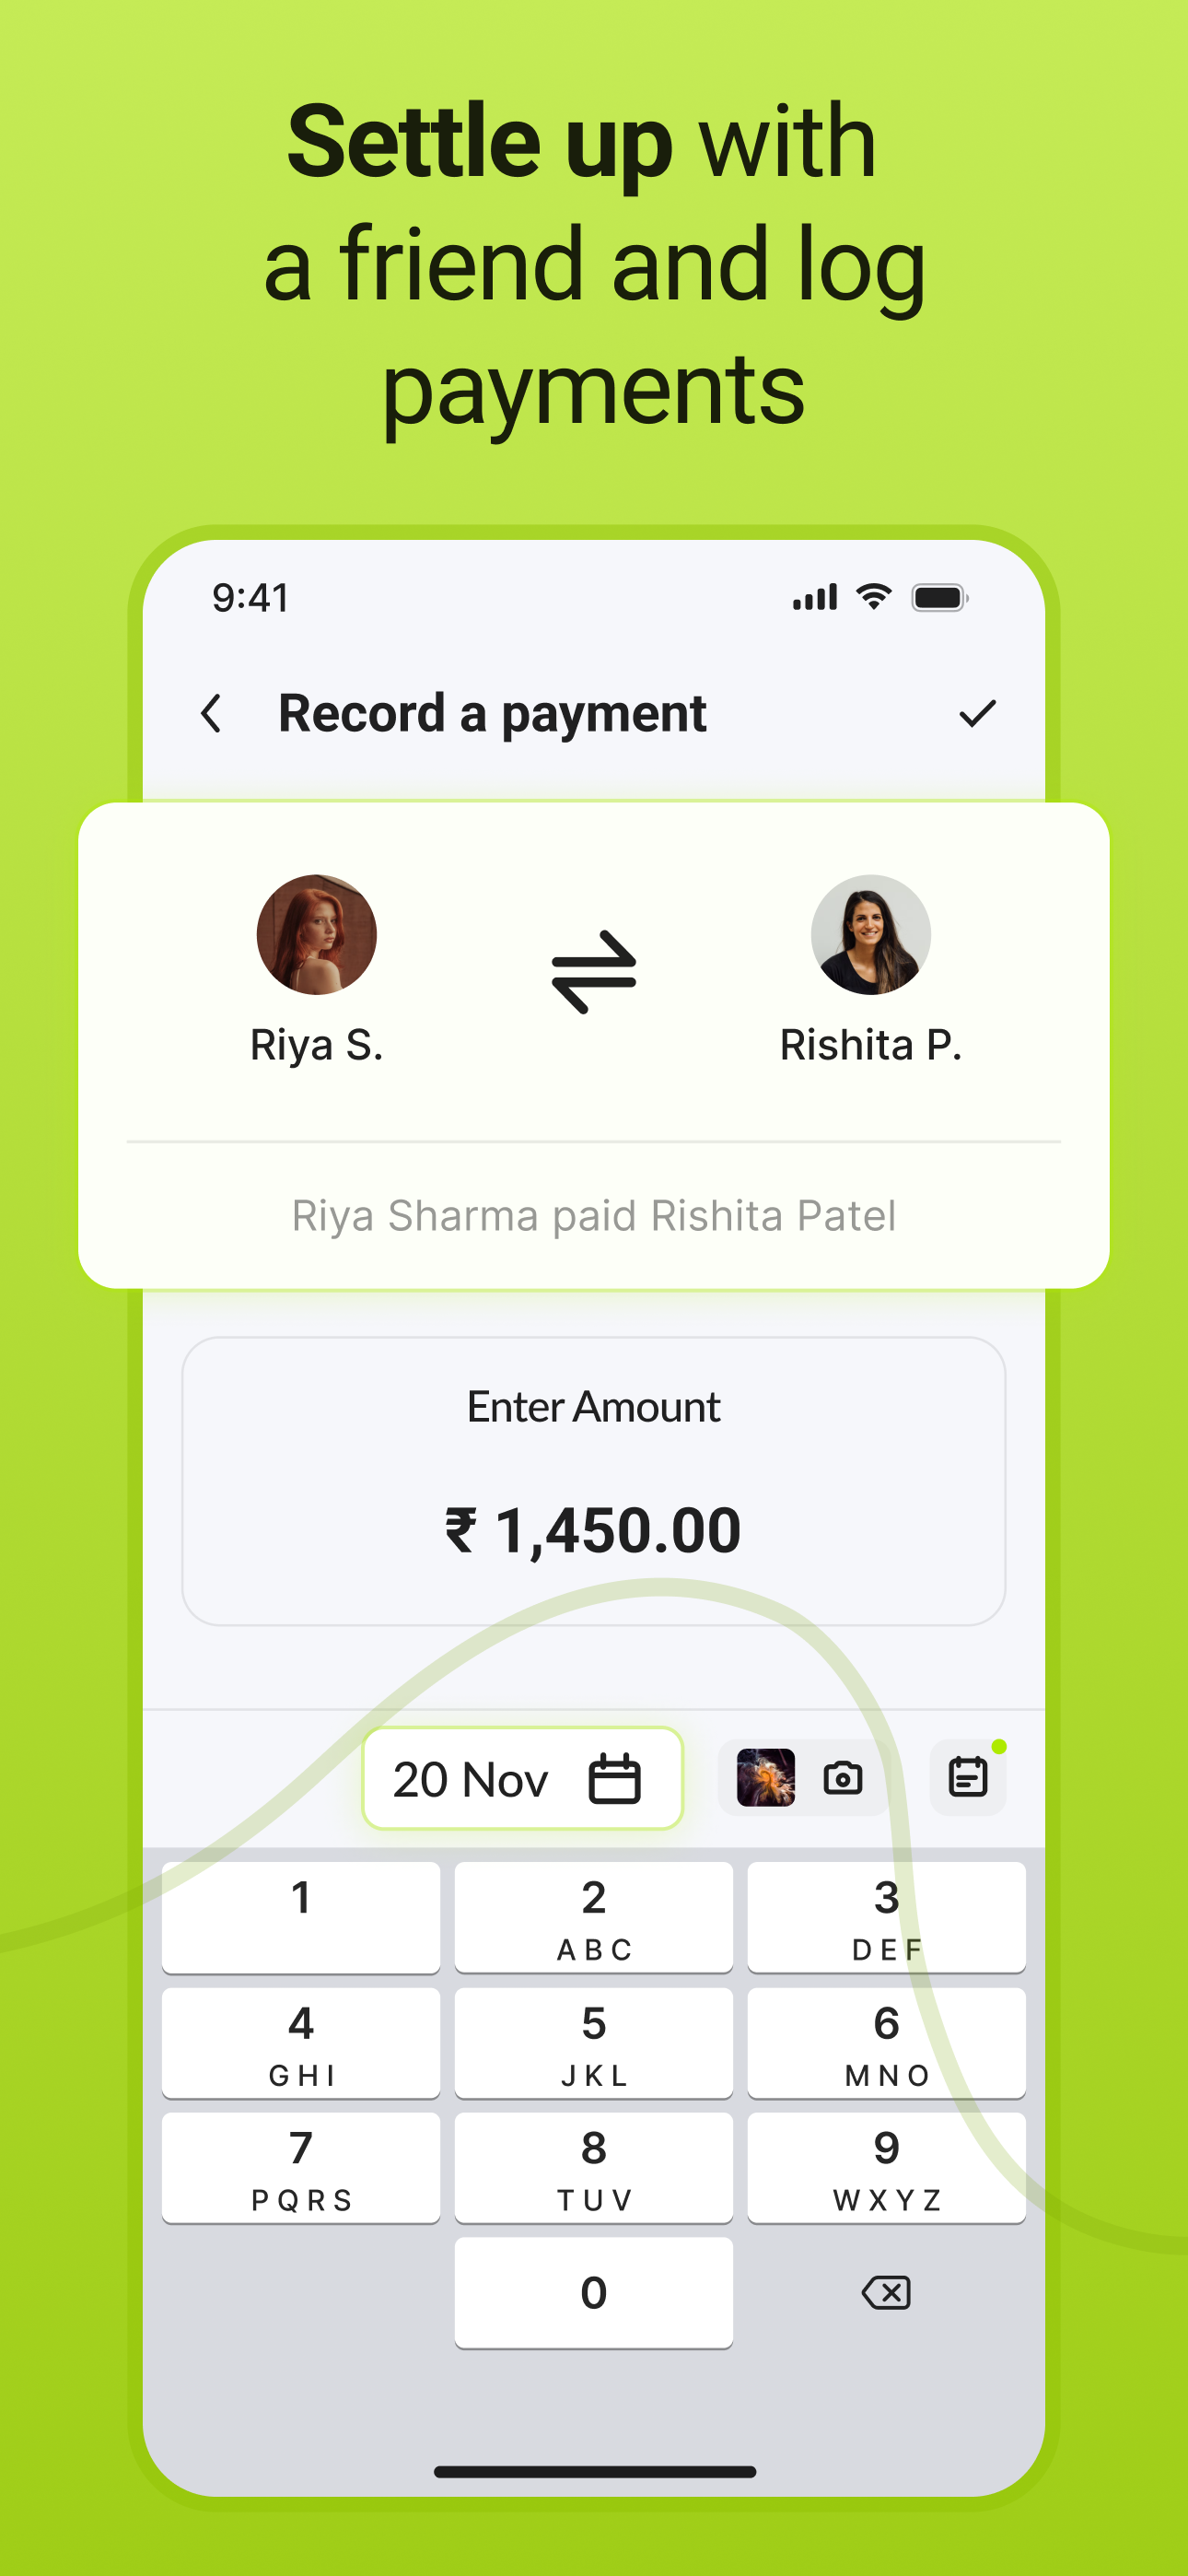 Settle up with
a friend and log
payments
9:41
Record a payment
Riya S.
Rishita P.
Riya Sharma paid Rishita Patel
Enter Amount
₹ 1,450.00
20 Nov
1
2
ABC
3
DEF
4
GHI
5
JKL
6
MNO
7
PQRS
8
TUV
9
WXYZ
0